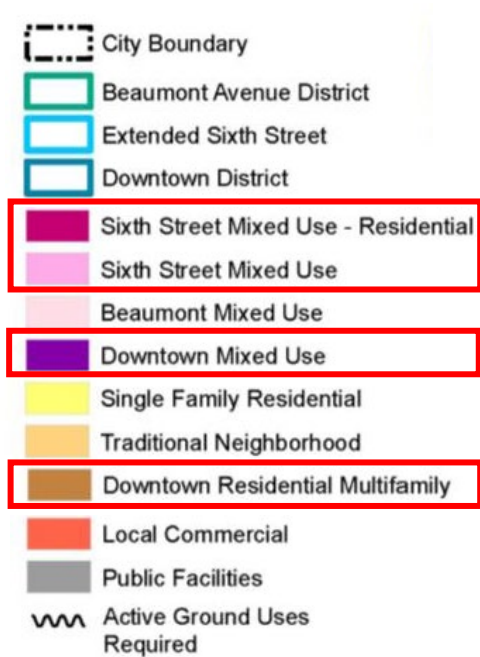 City Boundary
Beaumont Avenue District
Extended Sixth Street
Downtown District
Sixth Street Mixed Use - Residential
Sixth Street Mixed Use
Beaumont Mixed Use
Downtown Mixed Use
Single Family Residential
Traditional Neighborhood
Downtown Residential Multifamily
Local Commercial
Public Facilities
Active Ground Uses
Required